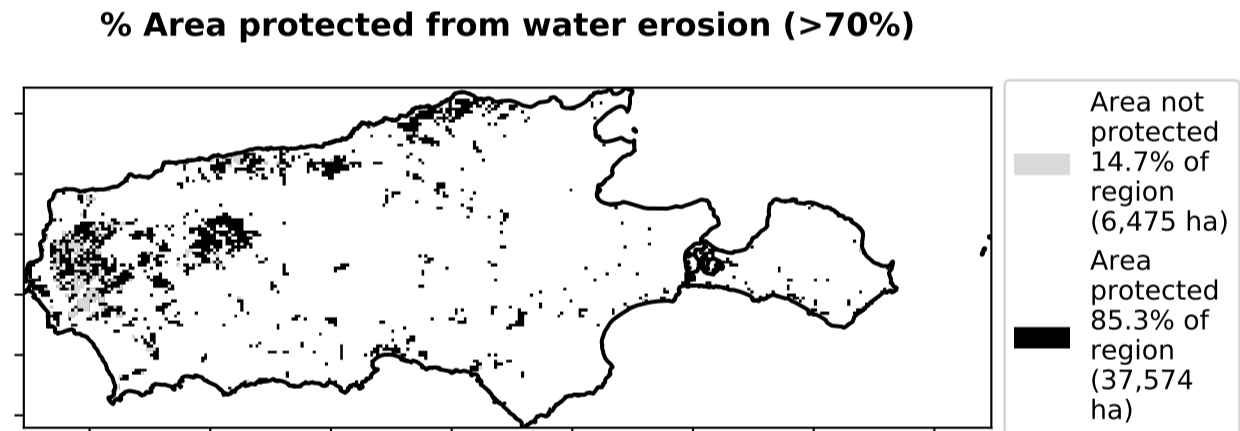 % Area protected from water erosion (>70%)
Area not
protected
14.7% of
region
(6,475 ha)
Area
protected
85.3% of
region
(37,574
ha)